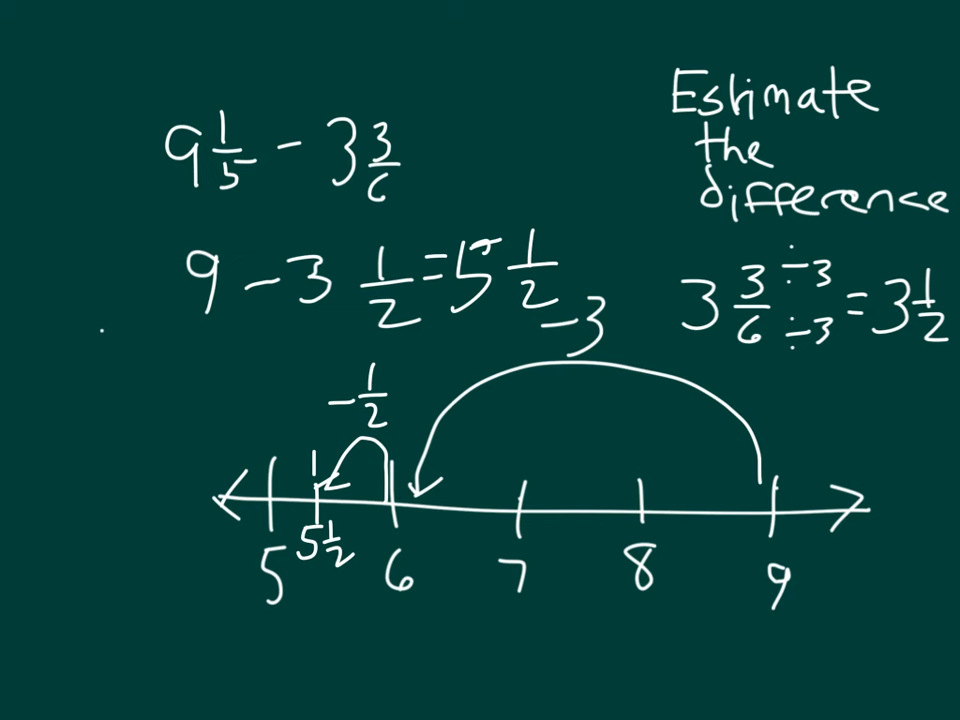 Estimate
the
difference
9 1/5 - 3 3/6
9 - 3 1/2 = 5 1/2
3 3/6 ÷3/÷3 = 3 1/2
-3
-1/2
5 1/2
5 6 7 8 9